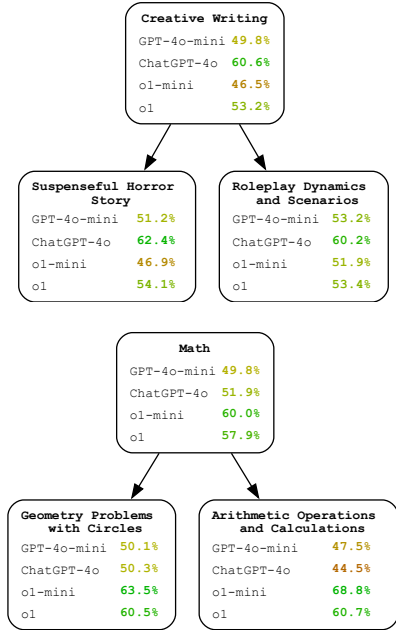 Creative Writing
GPT-4o-mini 49.8%
ChatGPT-4o 60.6%
o1-mini 46.5%
o1 53.2%
Suspenseful Horror
Story
GPT-4o-mini 51.2%
ChatGPT-4o 62.4%
o1-mini 46.9%
o1 54.1%
Roleplay Dynamics
and Scenarios
GPT-4o-mini 53.2%
ChatGPT-4o 60.2%
o1-mini 51.9%
o1 53.4%
Math
GPT-4o-mini 49.8%
ChatGPT-4o 51.9%
o1-mini 60.0%
o1 57.9%
Geometry Problems
with Circles
GPT-4o-mini 50.1%
ChatGPT-4o 50.3%
o1-mini 63.5%
o1 60.5%
Arithmetic Operations
and Calculations
GPT-4o-mini 47.5%
ChatGPT-4o 44.5%
o1-mini 68.8%
o1 60.7%